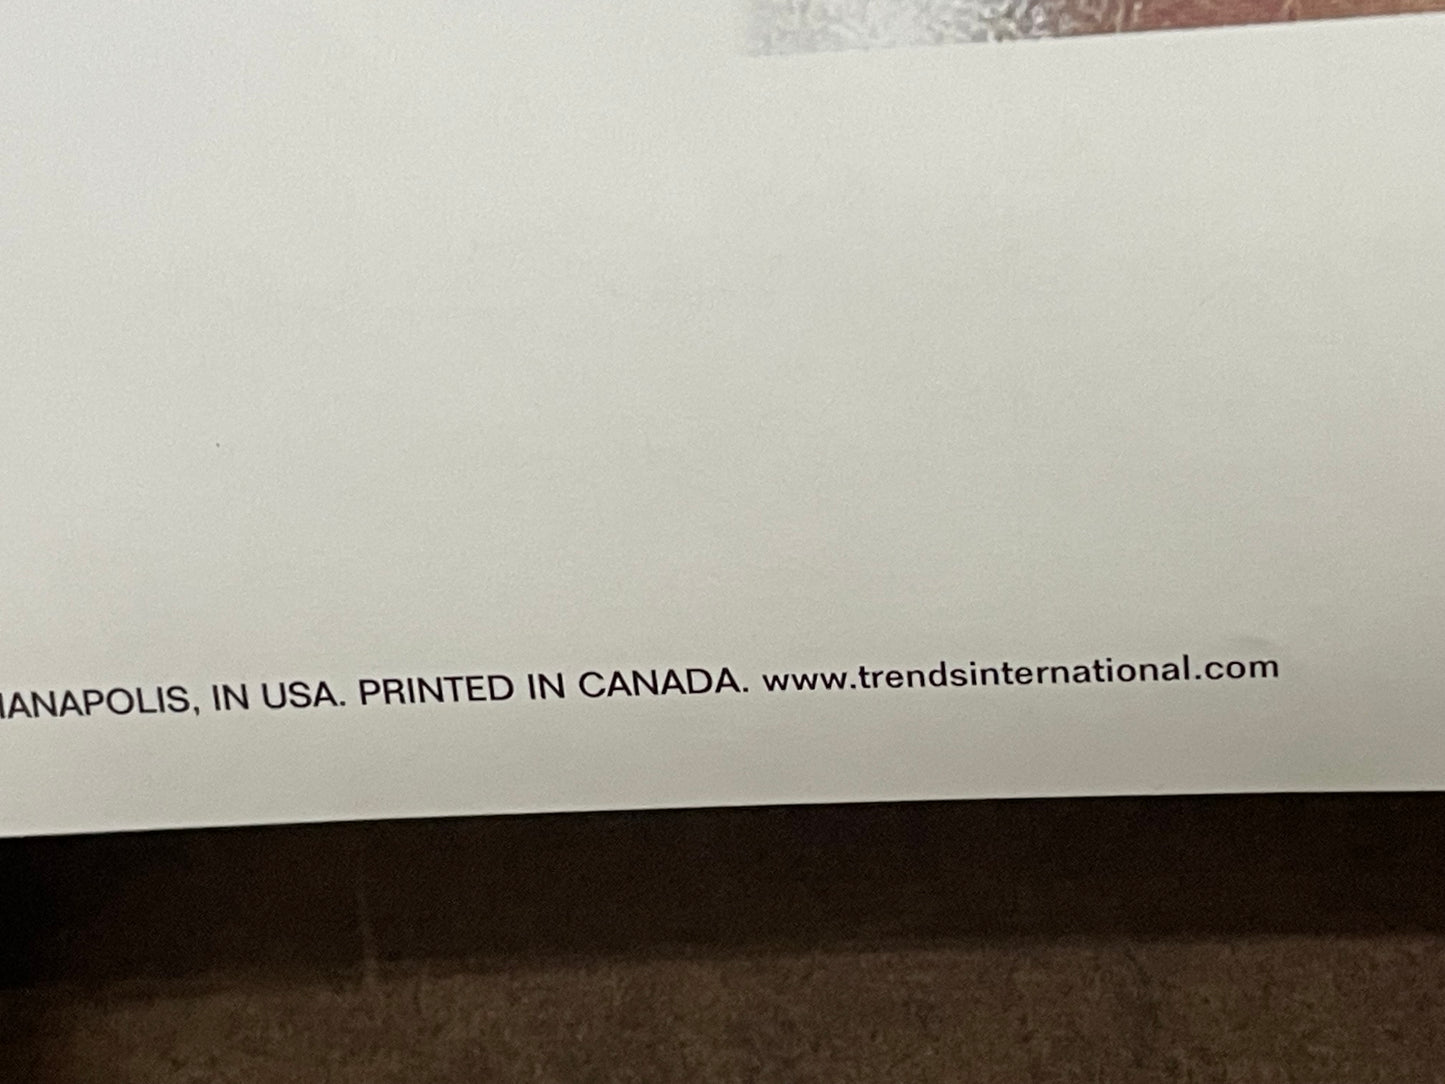 IANAPOLIS, IN USA. PRINTED IN CANADA. www.trendsinternational.com